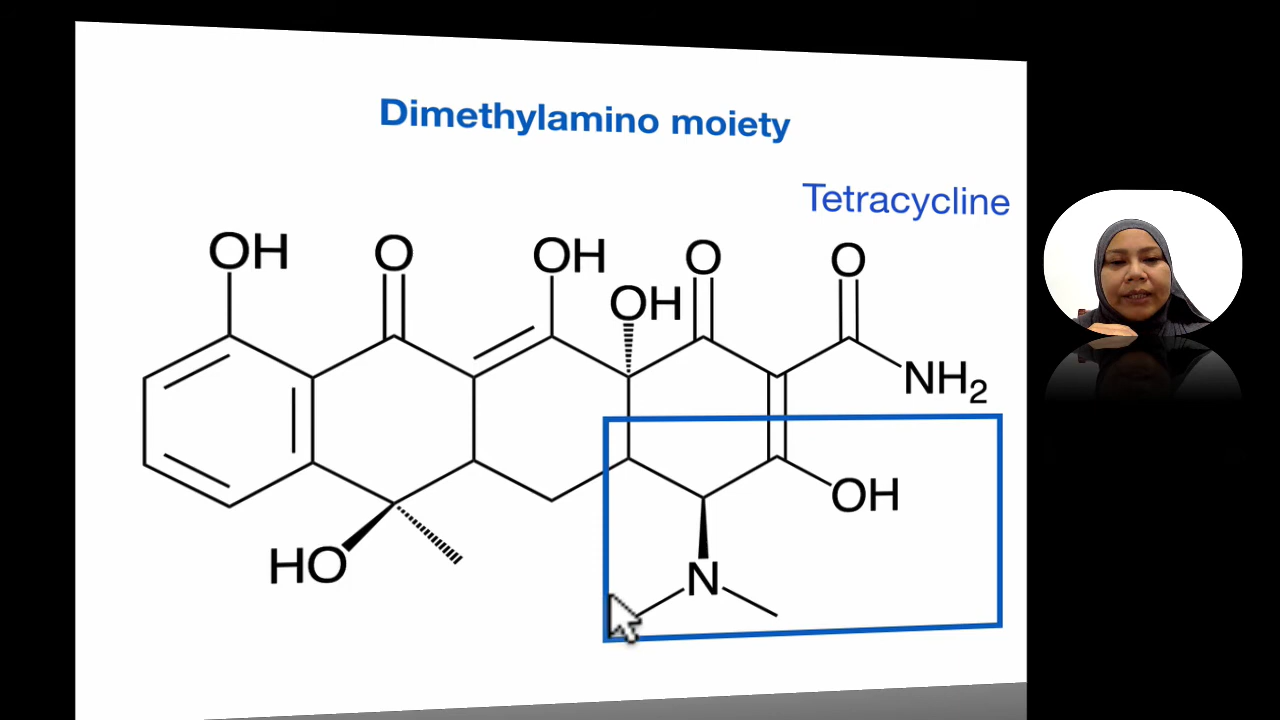 Dimethylamino moiety
Tetracycline
OH
O
OH
O
O
OH
NH2
OH
HO
N